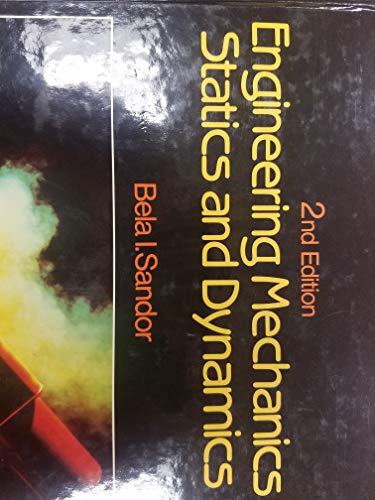 2nd Edition
Engineering Mechanics
Statics and Dynamics
Bela I. Sandor